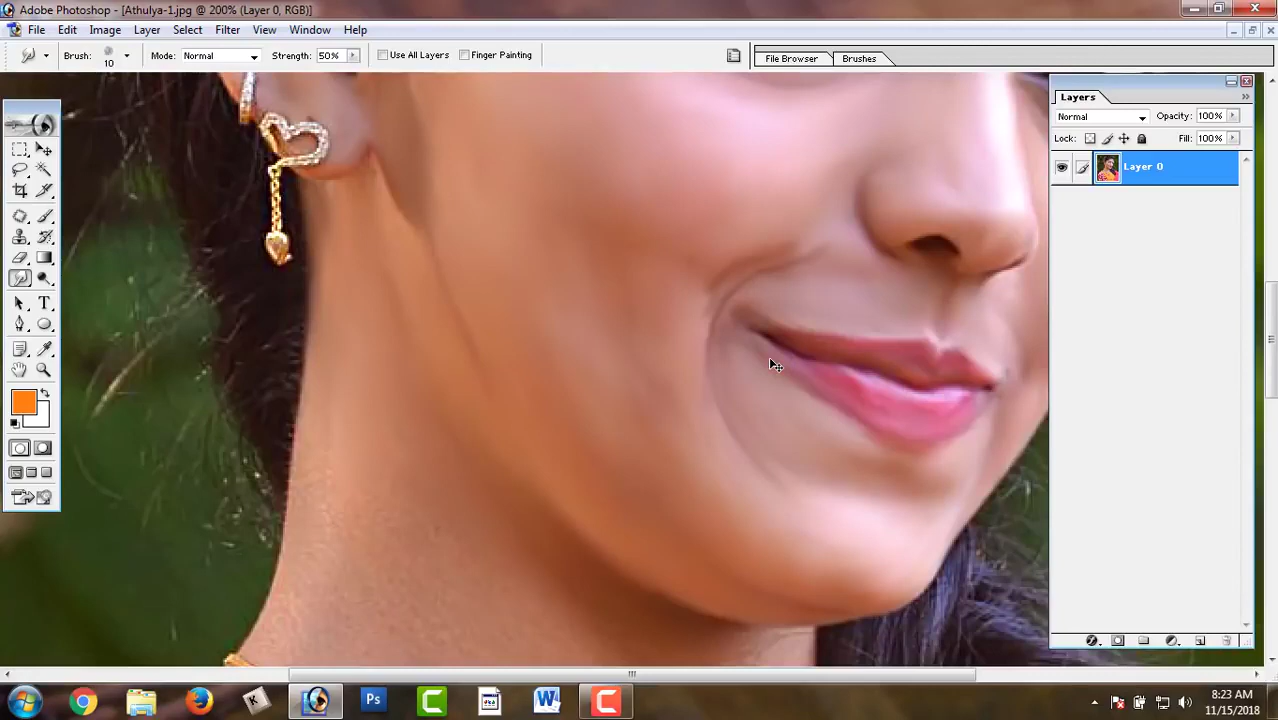 Adobe Photoshop - [Athulya-1.jpg @ 200% (Layer 0, RGB)]
File Edit Image Layer Select Filter View Window Help
Brush: 10 Mode: Normal Strength: 50% Use All Layers Finger Painting File Browser Brushes
Layers
Normal Opacity: 100%
Lock: Fill: 100%
Layer 0
T
Ps C W
8:23 AM
11/15/2018